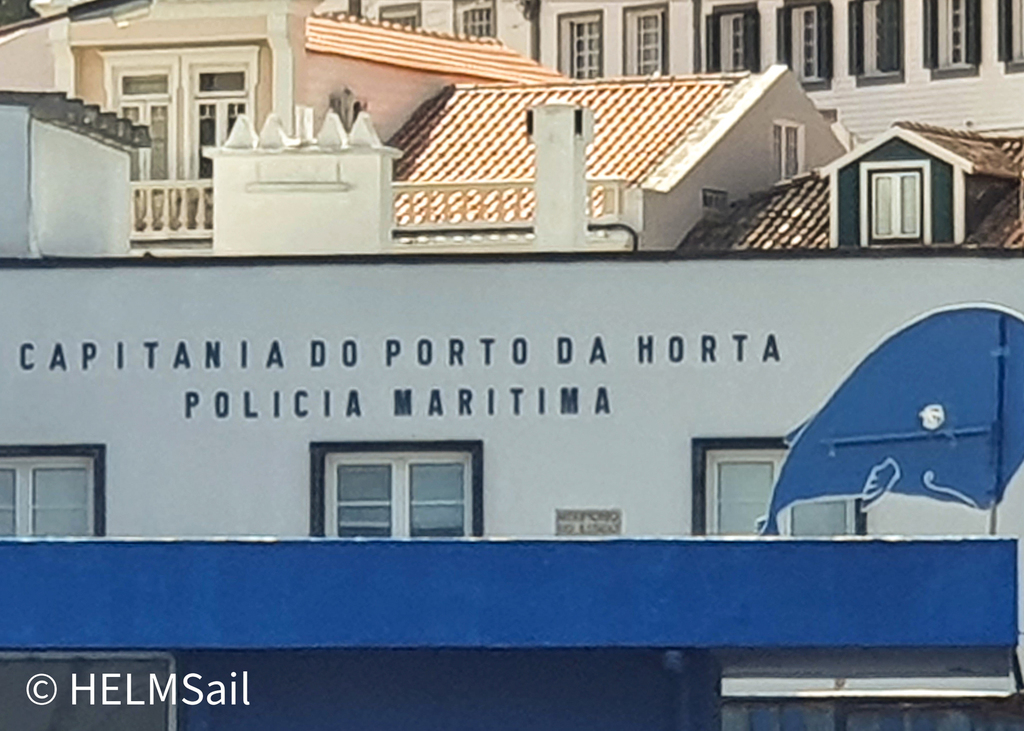 CAPITANIA DO PORTO DA HORTA
POLICIA MARITIMA
© HELMSail